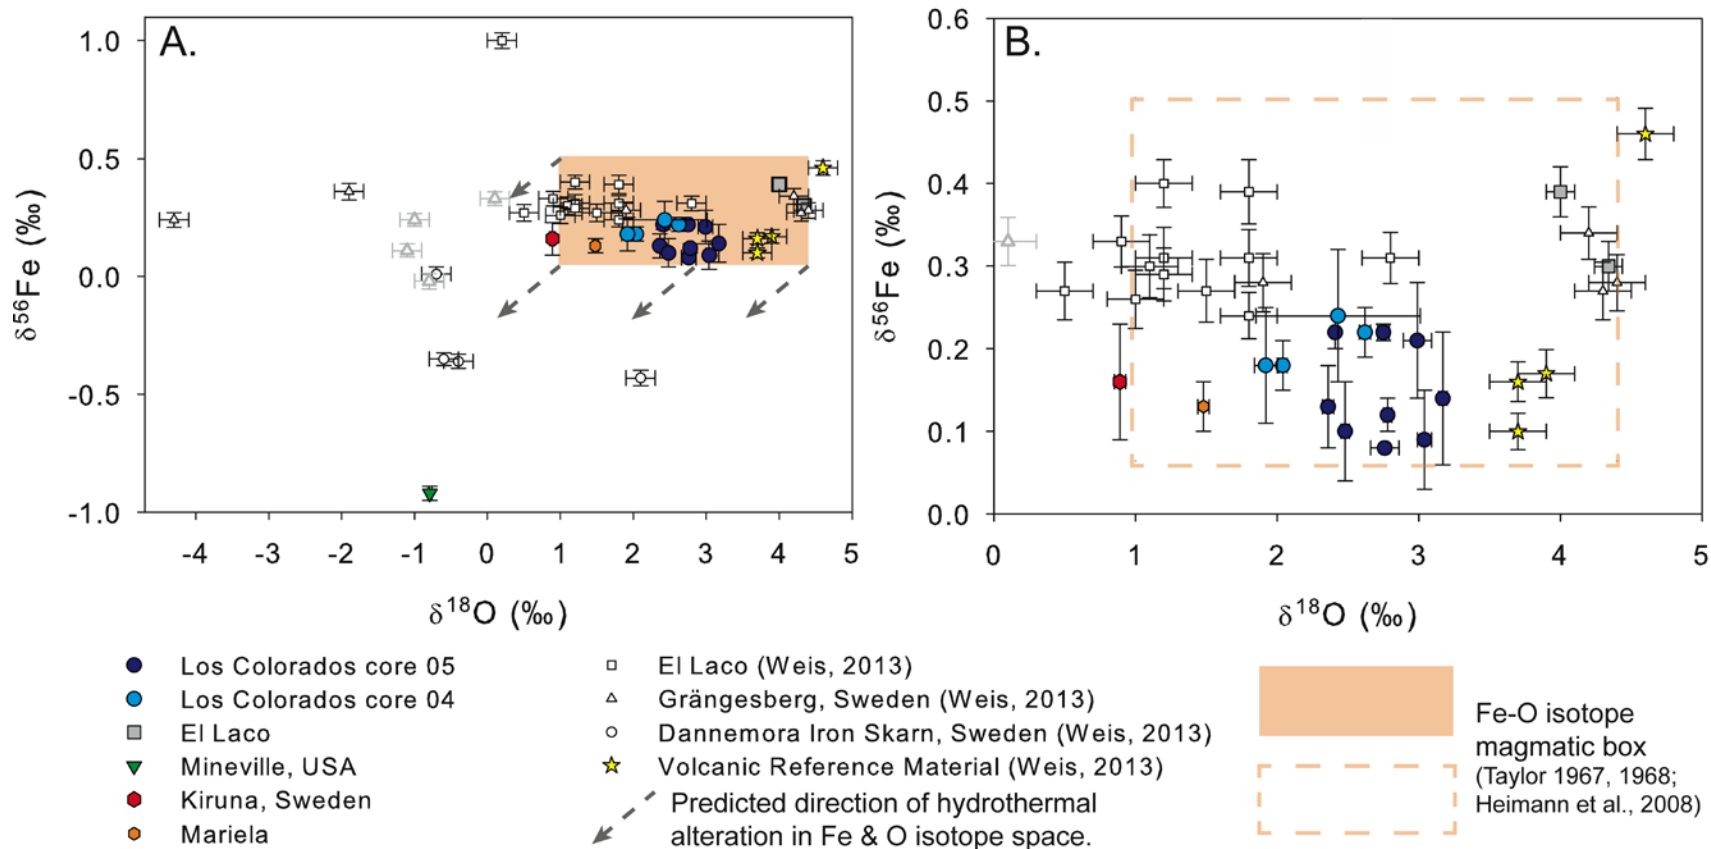 A.
1.0
0.5
0.0
-0.5
-1.0
δ56Fe (‰)
-4
-3
-2
-1
0
1
2
3
4
5
δ18O (‰)
B.
0.6
0.5
0.4
0.3
0.2
0.1
0.0
δ56Fe (‰)
0
1
2
3
4
5
δ18O (‰)
Los Colorados core 05
Los Colorados core 04
El Laco
Mineville, USA
Kiruna, Sweden
Mariela
El Laco (Weis, 2013)
Grängesberg, Sweden (Weis, 2013)
Dannemora Iron Skarn, Sweden (Weis, 2013)
Volcanic Reference Material (Weis, 2013)
Predicted direction of hydrothermal
alteration in Fe & O isotope space.
Fe-O isotope
magmatic box
(Taylor 1967, 1968;
Heimann et al., 2008)